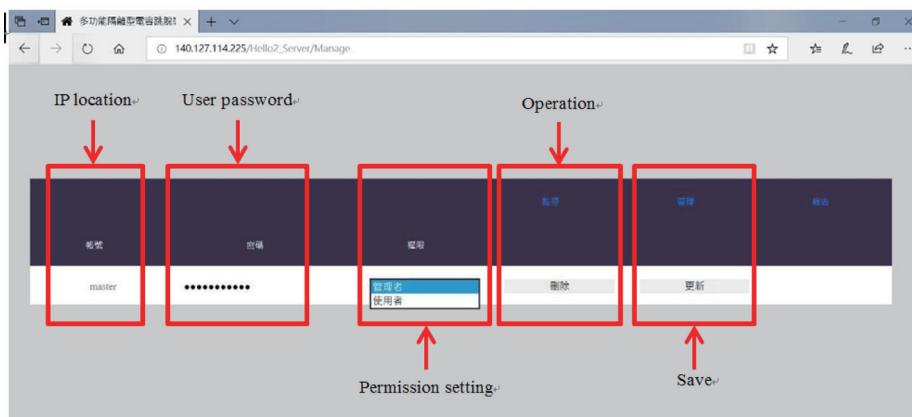 多功能隔離型電容跳脫
140.127.114.225/Hello2_Server/Manage
IP location
User password
Operation
管理
帳號
密碼
權限
master
●●●●●●●●●●●
管理者
使用者
刪除
更新
Permission setting
Save